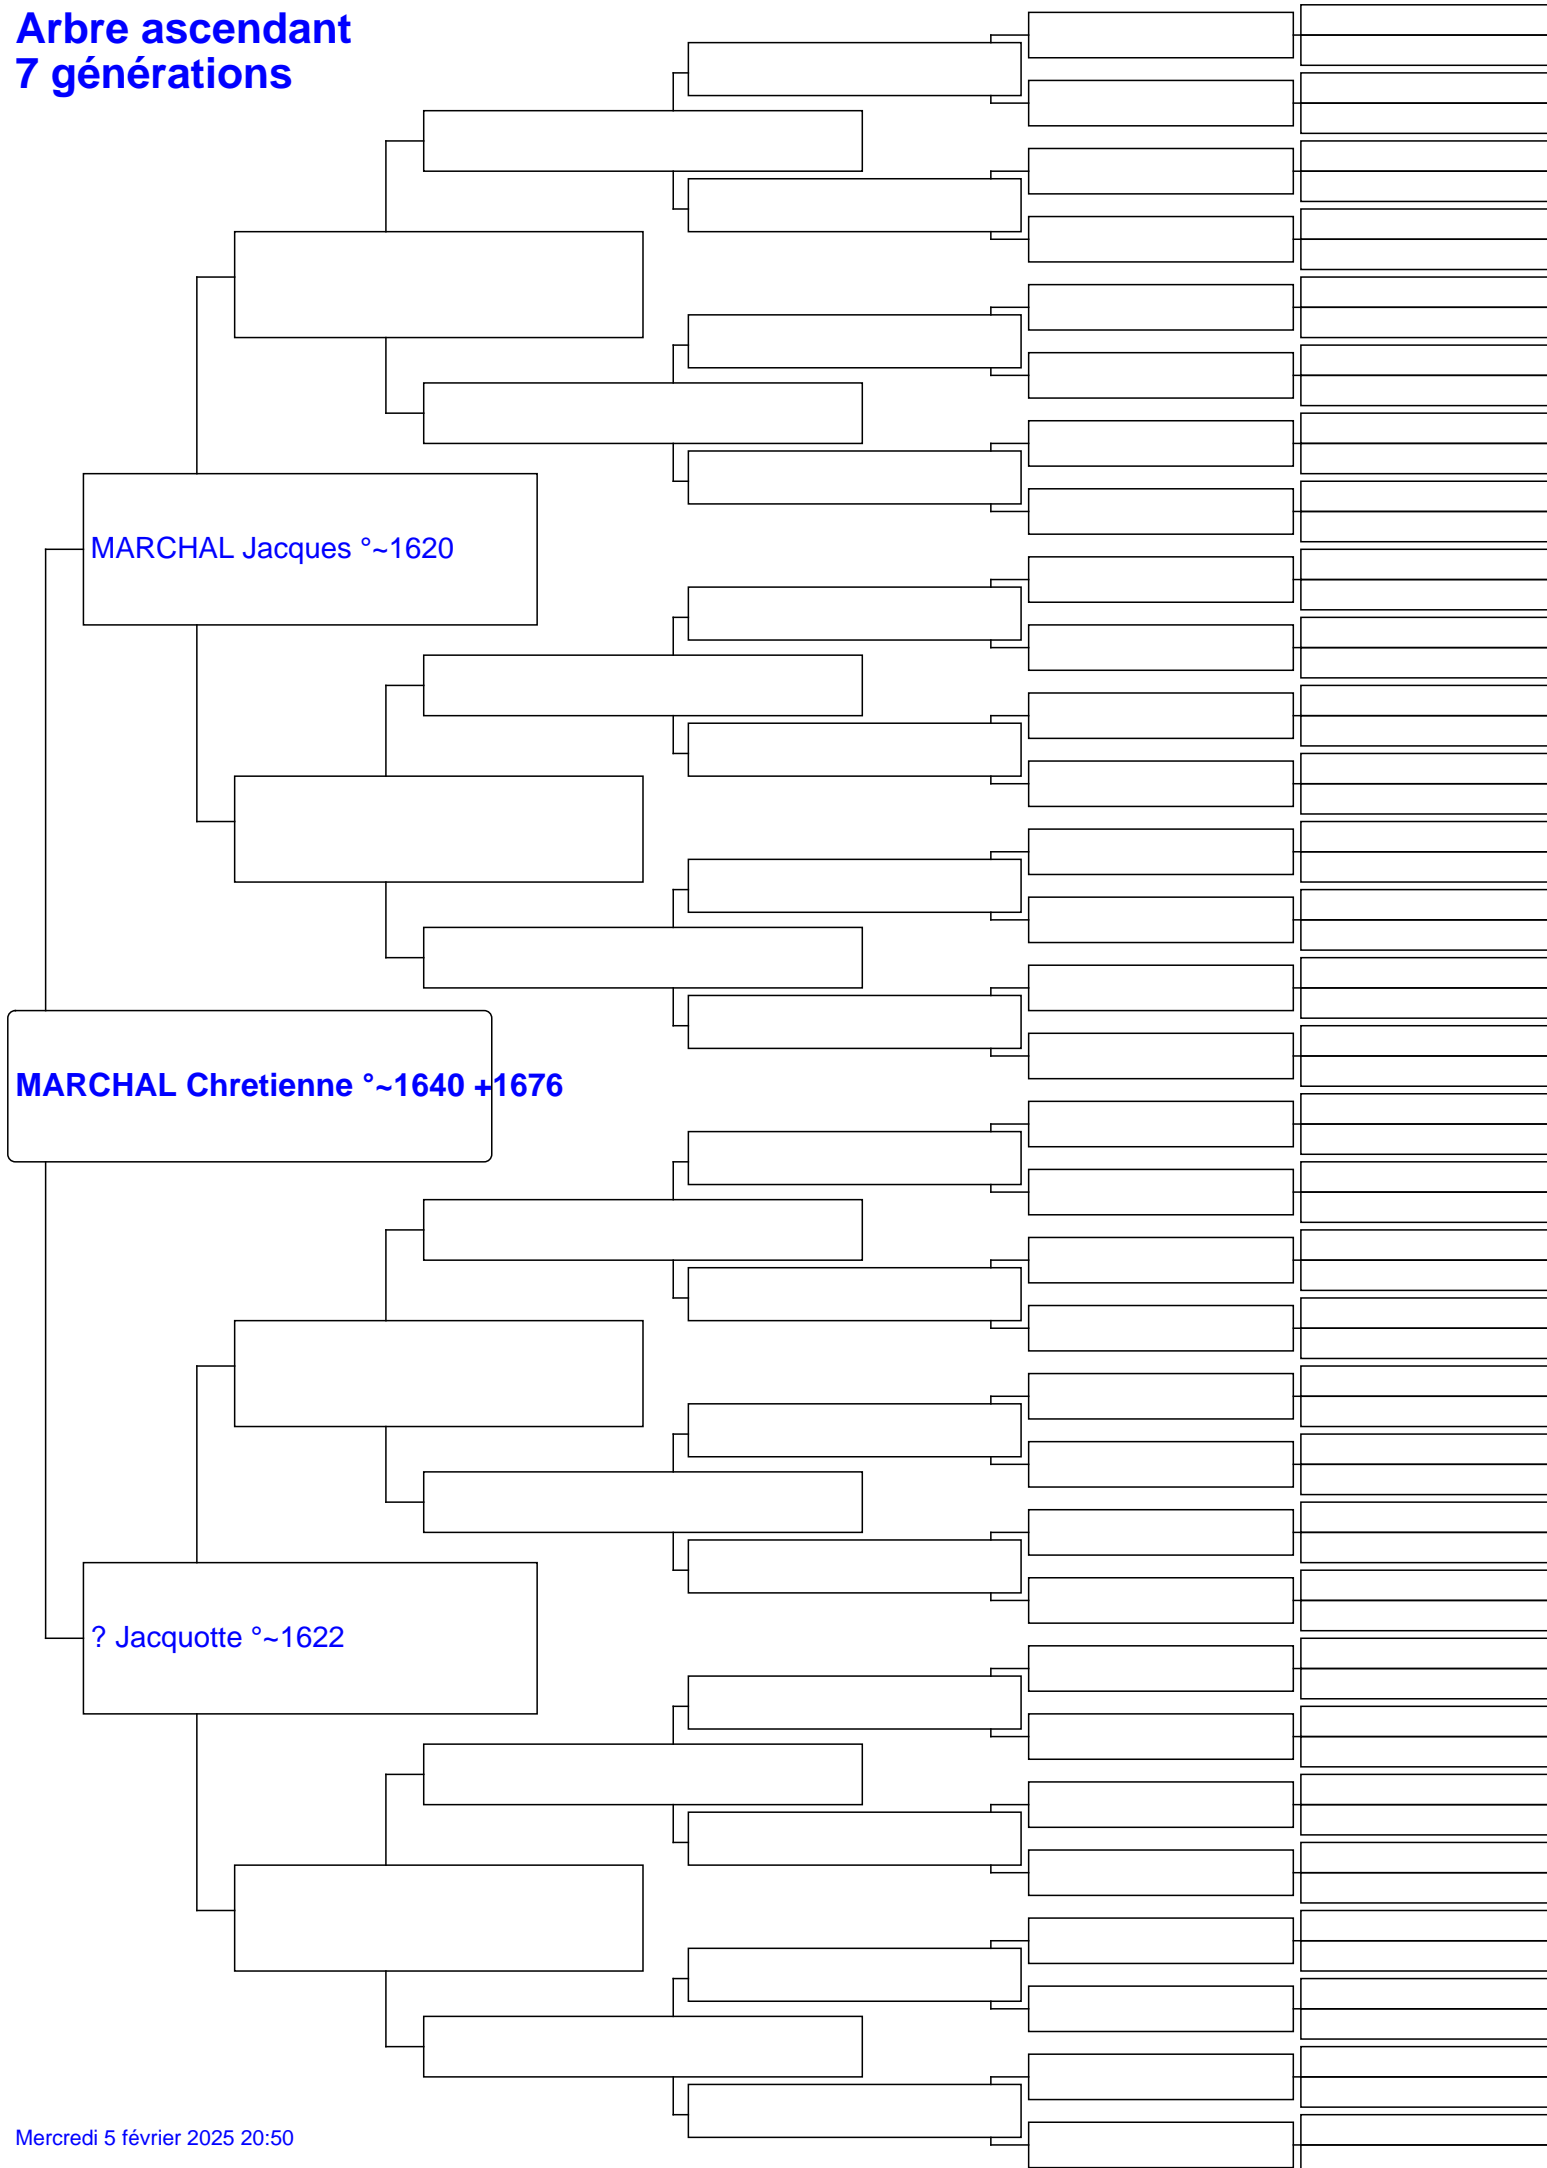 Arbre ascendant
7 générations
MARCHAL Jacques °~1620
MARCHAL Chretienne °~1640 +1676
? Jacquotte °~1622
Mercredi 5 février 2025 20:50